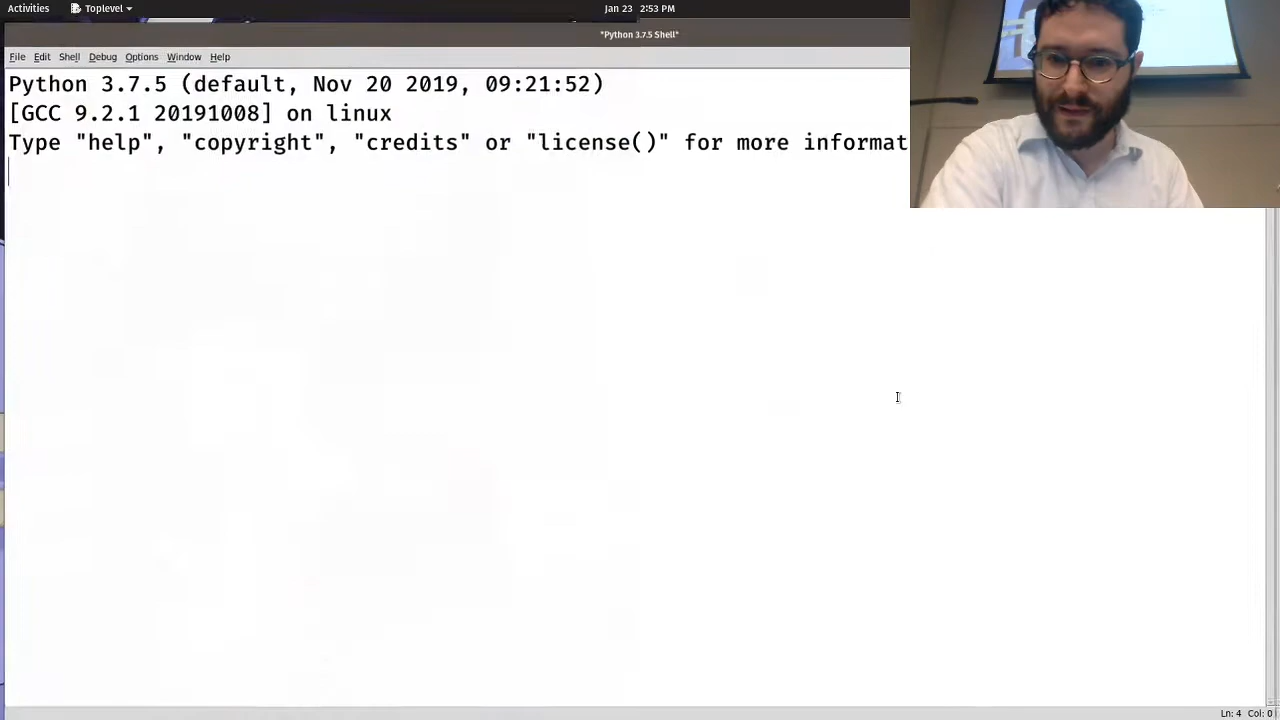 Activities
Toplevel
Jan 23 2:53 PM
*Python 3.7.5 Shell*
File Edit Shell Debug Options Window Help
Python 3.7.5 (default, Nov 20 2019, 09:21:52)
[GCC 9.2.1 20191008] on linux
Type "help", "copyright", "credits" or "license()" for more informat
Ln: 4 Col: 0